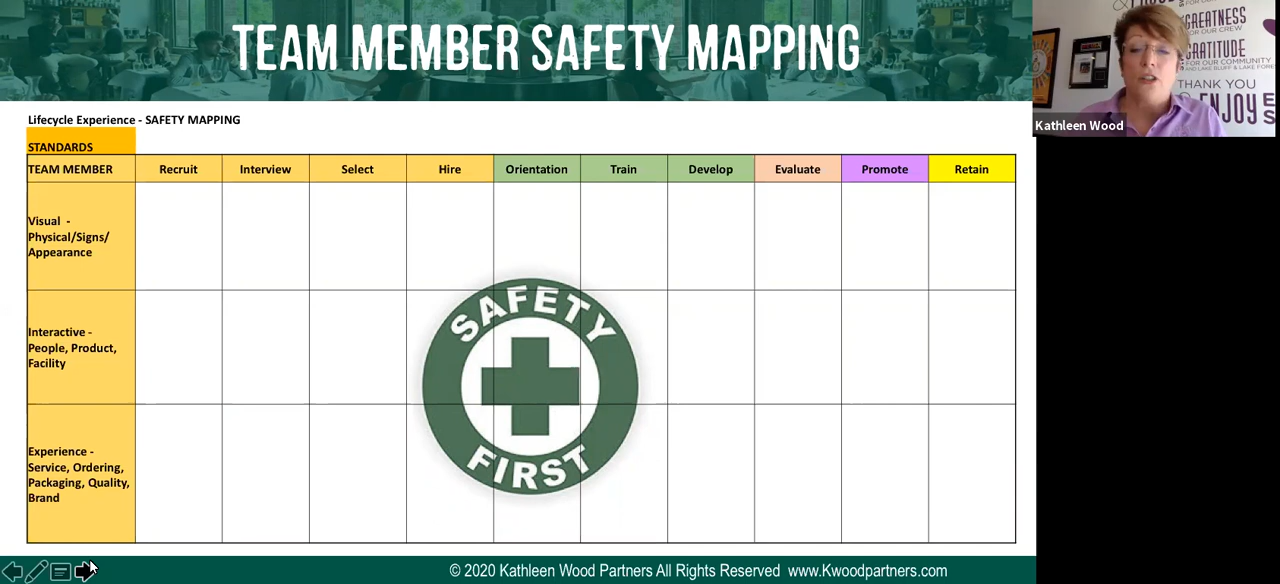 TEAM MEMBER SAFETY MAPPING
GREATNESS
FOR OUR CREW
GRATITUDE
FOR OUR COMMUNITY
THANK YOU
ENJOY
Kathleen Wood
Lifecycle Experience - SAFETY MAPPING
STANDARDS
TEAM MEMBER Recruit Interview Select Hire Orientation Train Develop Evaluate Promote Retain
Visual -
Physical/Signs/
Appearance
Interactive -
People, Product,
Facility
Experience -
Service, Ordering,
Packaging, Quality,
Brand
SAFETY
FIRST
© 2020 Kathleen Wood Partners All Rights Reserved www.Kwoodpartners.com